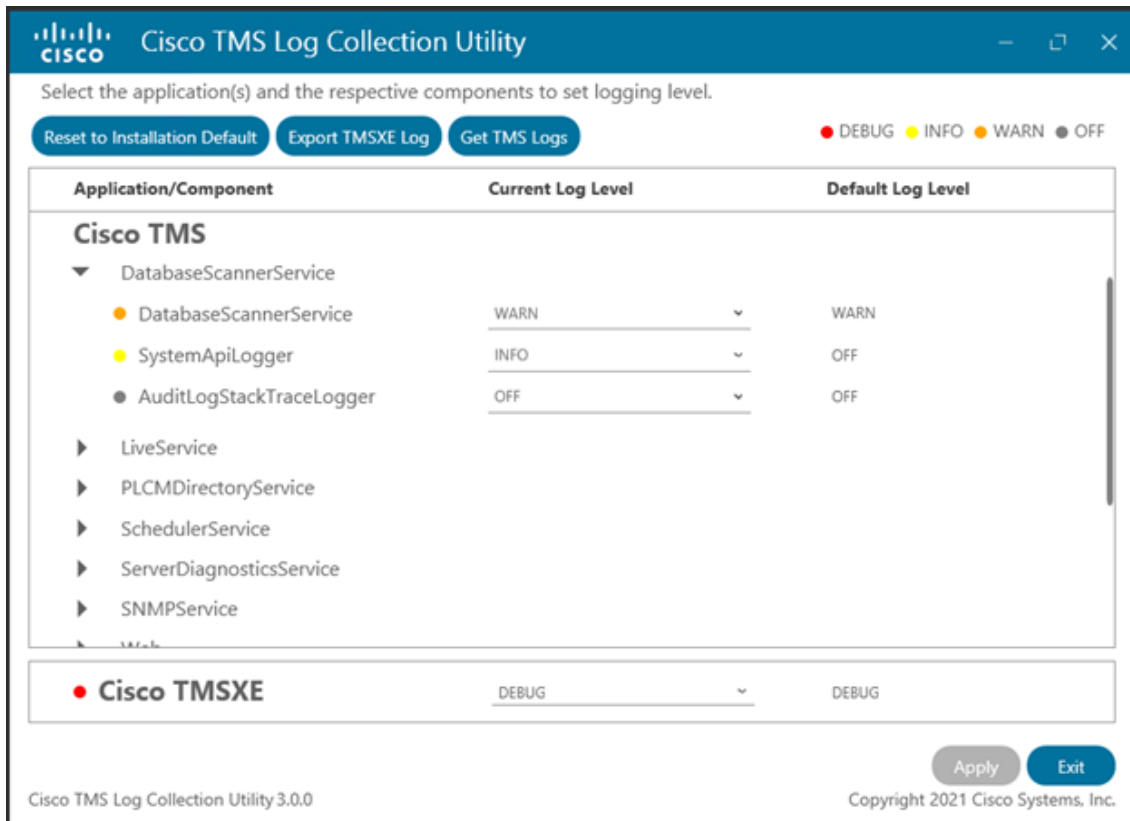 CISCO
Cisco TMS Log Collection Utility
Select the application(s) and the respective components to set logging level.
Reset to Installation Default Export TMSXE Log Get TMS Logs DEBUG INFO WARN OFF
Application/Component Current Log Level Default Log Level
Cisco TMS
DatabaseScannerService
DatabaseScannerService WARN WARN
SystemApiLogger INFO OFF
AuditLogStackTraceLogger OFF OFF
LiveService
PLCMDirectoryService
SchedulerService
ServerDiagnosticsService
SNMPService
Cisco TMSXE DEBUG DEBUG
Apply Exit
Cisco TMS Log Collection Utility 3.0.0 Copyright 2021 Cisco Systems, Inc.